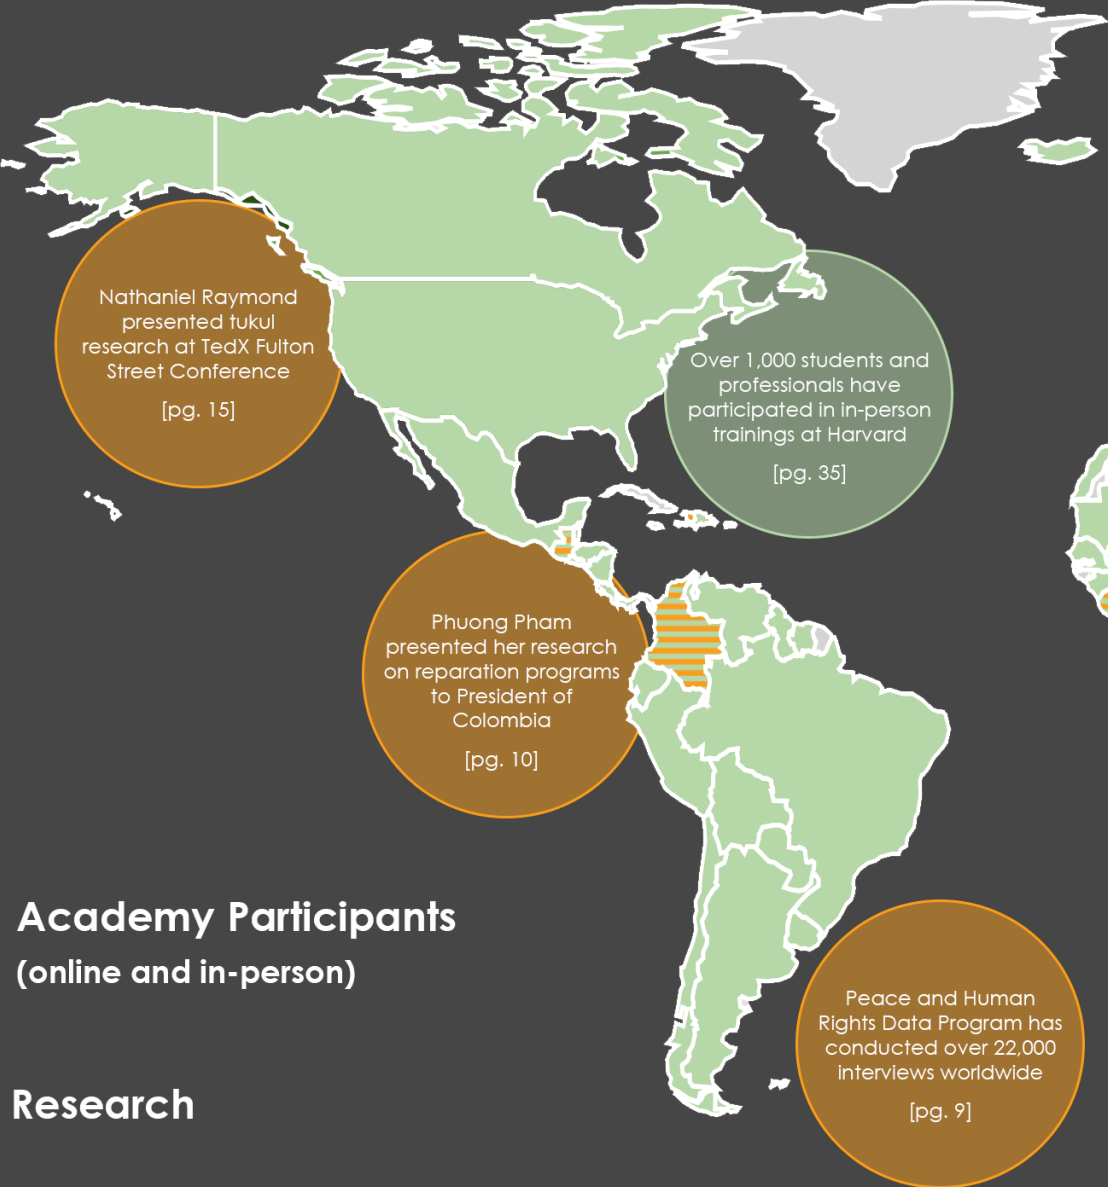 Nathaniel Raymond
presented tukul
research at TedX Fulton
Street Conference
[pg. 15]
Over 1,000 students and
professionals have
participated in in-person
trainings at Harvard
[pg. 35]
Phuong Pham
presented her research
on reparation programs
to President of
Colombia
[pg. 10]
Academy Participants
(online and in-person)
Research
Peace and Human
Rights Data Program has
conducted over 22,000
interviews worldwide
[pg. 9]